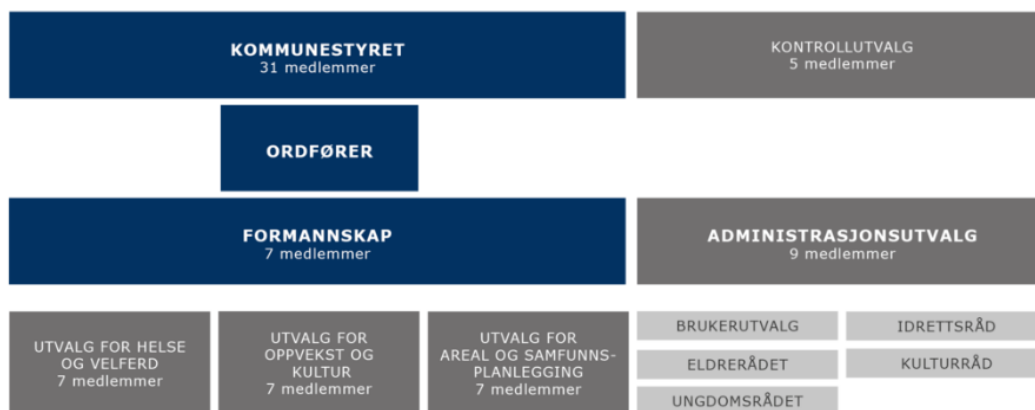 KOMMUNESTYRET
31 medlemmer
KONTROLLUTVALG
5 medlemmer
ORDFØRER
FORMANNSKAP
7 medlemmer
ADMINISTRASJONSUTVALG
9 medlemmer
UTVALG FOR HELSE
OG VELFERD
7 medlemmer
UTVALG FOR
OPPVEKST OG
KULTUR
7 medlemmer
UTVALG FOR
AREAL OG SAMFUNNS-
PLANLEGGING
7 medlemmer
BRUKERUTVALG
IDRETTSRÅD
ELDRERÅDET
KULTURRÅD
UNGDOMSRÅDET